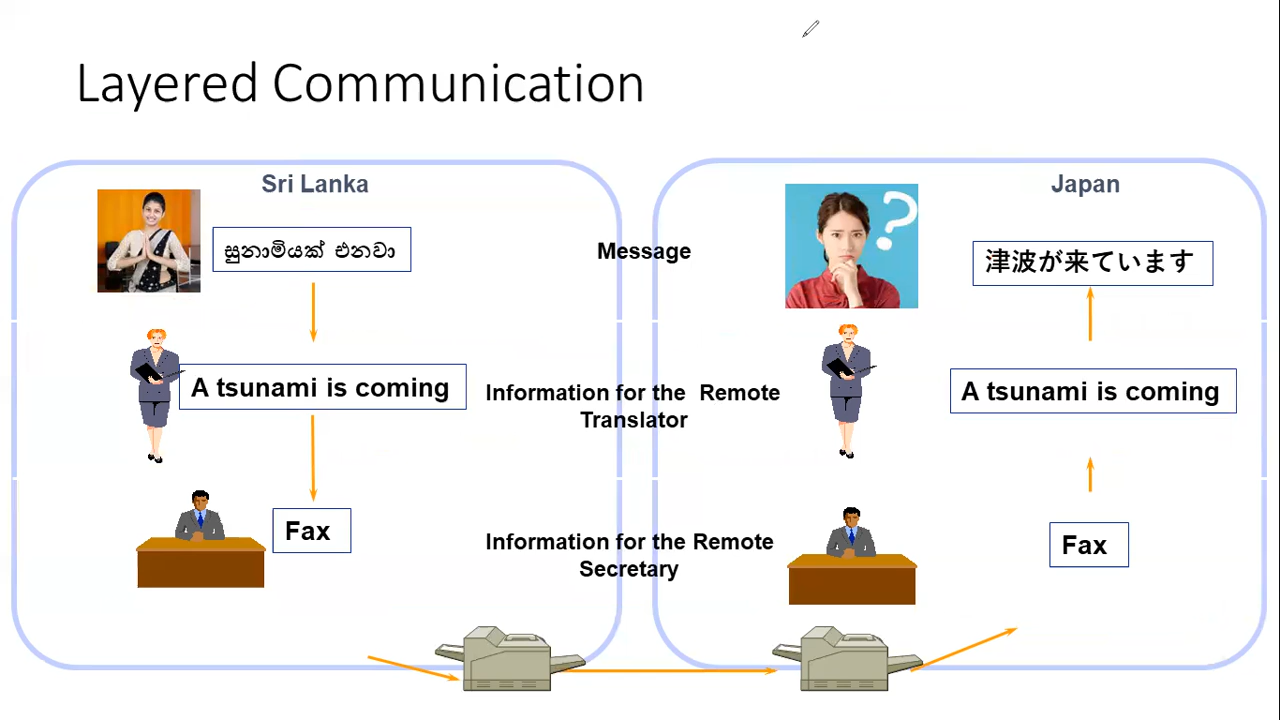 Layered Communication
Sri Lanka
Japan
සුනාමියක් එනවා
Message
?
津波が来ています
A tsunami is coming
Information for the Remote
Translator
A tsunami is coming
Fax
Information for the Remote
Secretary
Fax